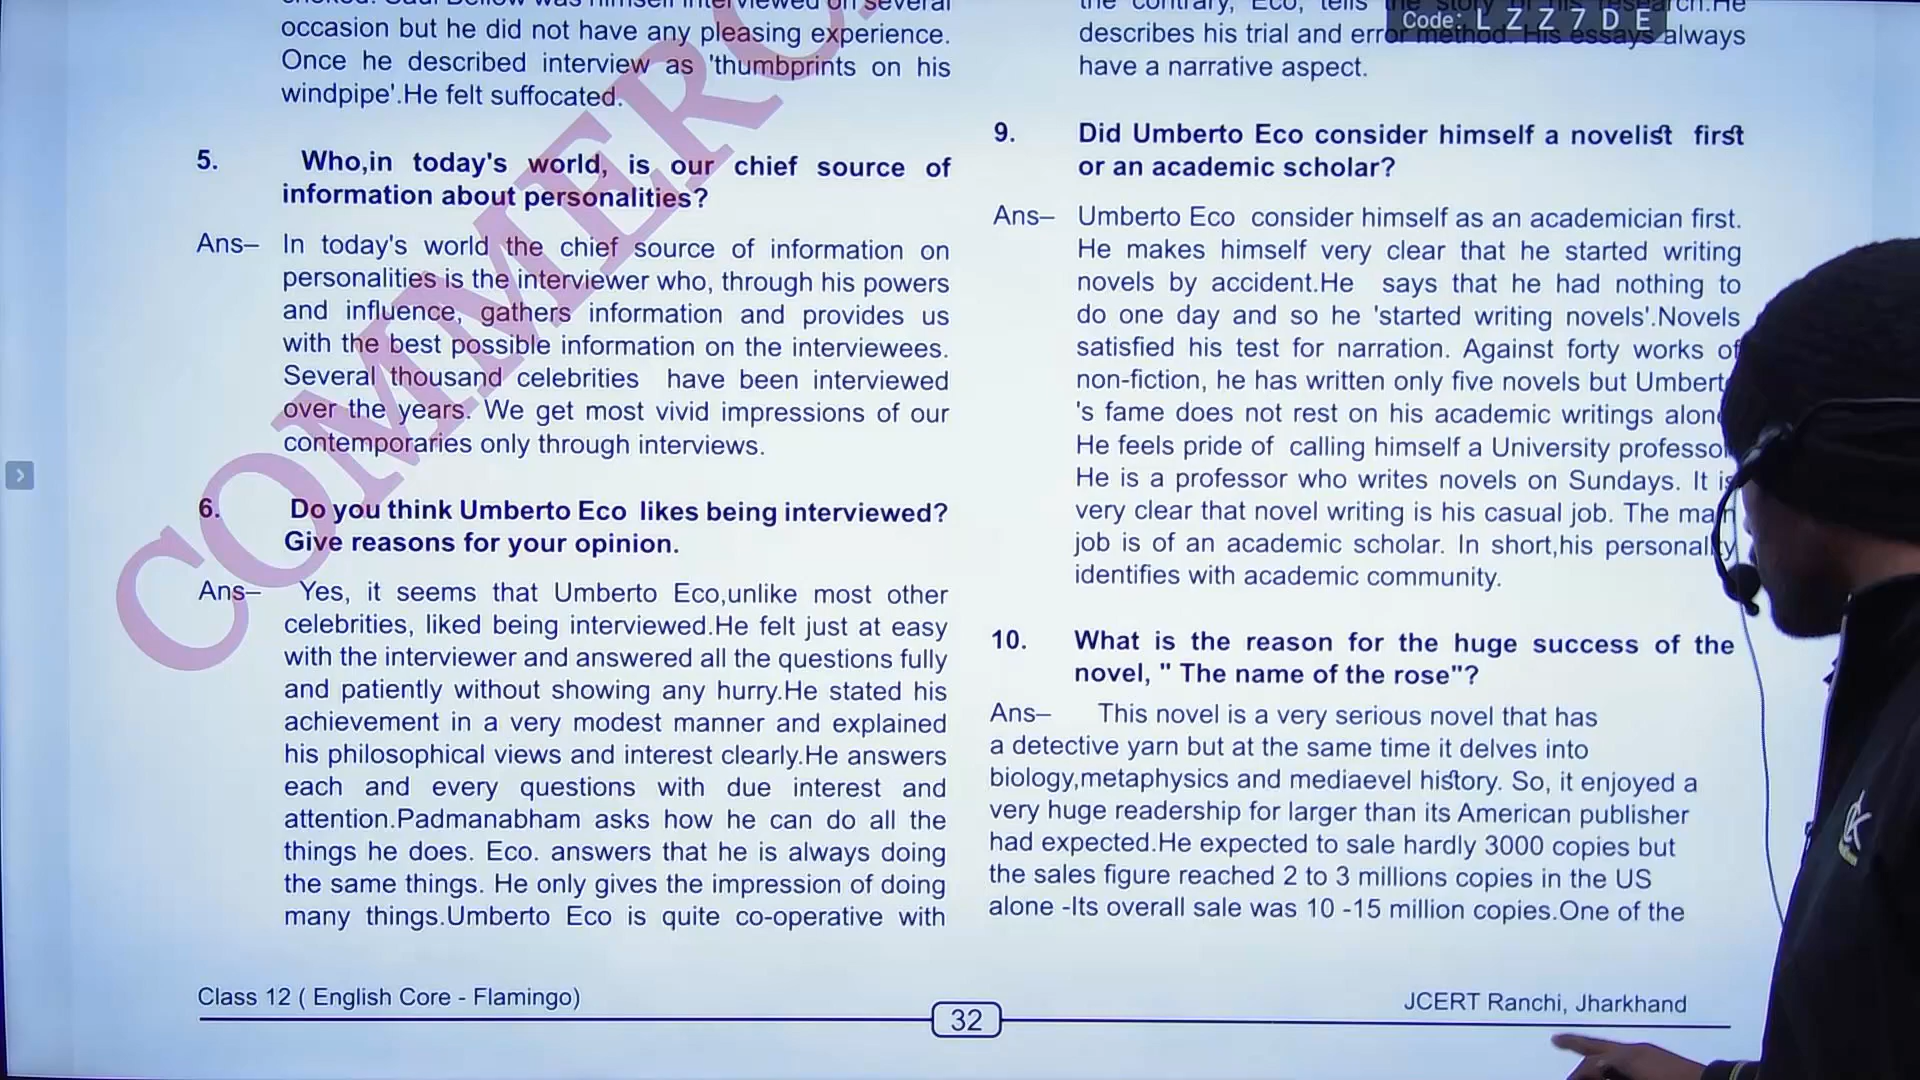 occasion but he did not have any pleasing experience.
Once he described interview as 'thumbprints on his
windpipe'.He felt suffocated.
5. Who,in today's world, is our chief source of
information about personalities?
Ans– In today's world the chief source of information on
personalities is the interviewer who, through his powers
and influence, gathers information and provides us
with the best possible information on the interviewees.
Several thousand celebrities have been interviewed
over the years. We get most vivid impressions of our
contemporaries only through interviews.
6. Do you think Umberto Eco likes being interviewed?
Give reasons for your opinion.
Ans– Yes, it seems that Umberto Eco,unlike most other
celebrities, liked being interviewed.He felt just at easy
with the interviewer and answered all the questions fully
and patiently without showing any hurry.He stated his
achievement in a very modest manner and explained
his philosophical views and interest clearly.He answers
each and every questions with due interest and
attention.Padmanabham asks how he can do all the
things he does. Eco. answers that he is always doing
the same things. He only gives the impression of doing
many things.Umberto Eco is quite co-operative with
the contrary, Eco, tells the story of his research.He
describes his trial and error method. His essays always
have a narrative aspect.
9. Did Umberto Eco consider himself a novelist first
or an academic scholar?
Ans– Umberto Eco consider himself as an academician first.
He makes himself very clear that he started writing
novels by accident.He says that he had nothing to
do one day and so he 'started writing novels'.Novels
satisfied his test for narration. Against forty works of
non-fiction, he has written only five novels but Umbert
's fame does not rest on his academic writings alon
He feels pride of calling himself a University professor
He is a professor who writes novels on Sundays. It is
very clear that novel writing is his casual job. The main
job is of an academic scholar. In short,his personality
identifies with academic community.
10. What is the reason for the huge success of the
novel, " The name of the rose"?
Ans– This novel is a very serious novel that has
a detective yarn but at the same time it delves into
biology,metaphysics and mediaevel history. So, it enjoyed a
very huge readership for larger than its American publisher
had expected.He expected to sale hardly 3000 copies but
the sales figure reached 2 to 3 millions copies in the US
alone -Its overall sale was 10 -15 million copies.One of the
Class 12 ( English Core - Flamingo)
32
JCERT Ranchi, Jharkhand
Code: L Z Z 7 D E
COMMERC